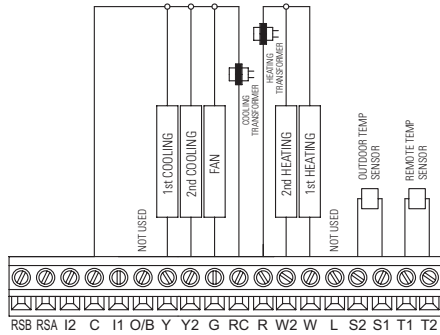 HEATING
TRANSFORMER
COOLING
TRANSFORMER
NOT USED
1st COOLING
2nd COOLING
FAN
2nd HEATING
1st HEATING
NOT USED
OUTDOOR TEMP
SENSOR
REMOTE TEMP
SENSOR
RSB RSA I2 C I1 O/B Y Y2 G RC R W2 W L S2 S1 T1 T2